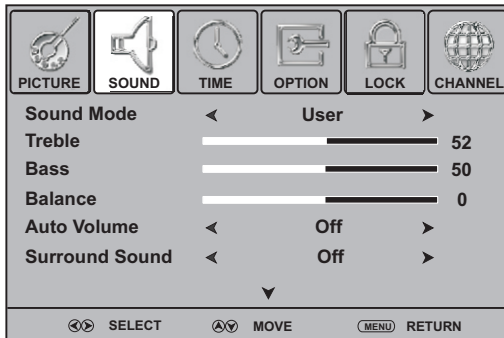 PICTURE SOUND TIME OPTION LOCK CHANNEL
Sound Mode User
Treble 52
Bass 50
Balance 0
Auto Volume Off
Surround Sound Off
SELECT MOVE MENU RETURN